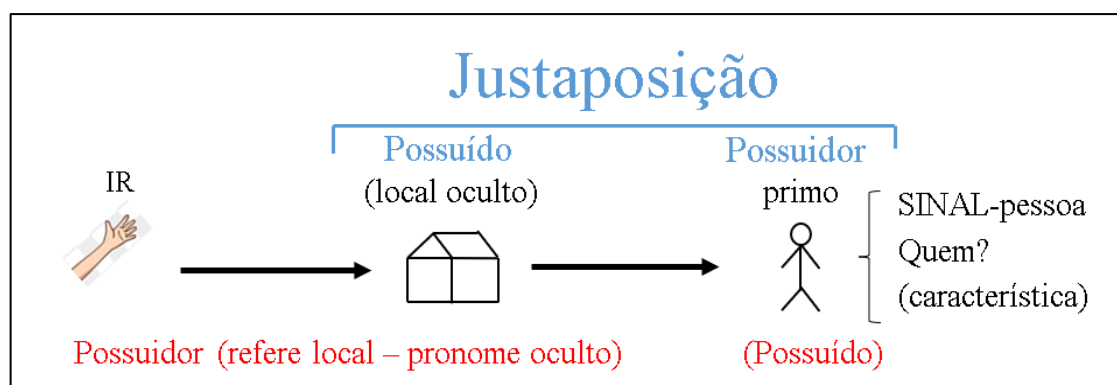 Justaposição
Possuído Possuidor
IR (local oculto) primo SINAL-pessoa
Quem?
(característica)
Possuidor (refere local – pronome oculto) (Possuído)